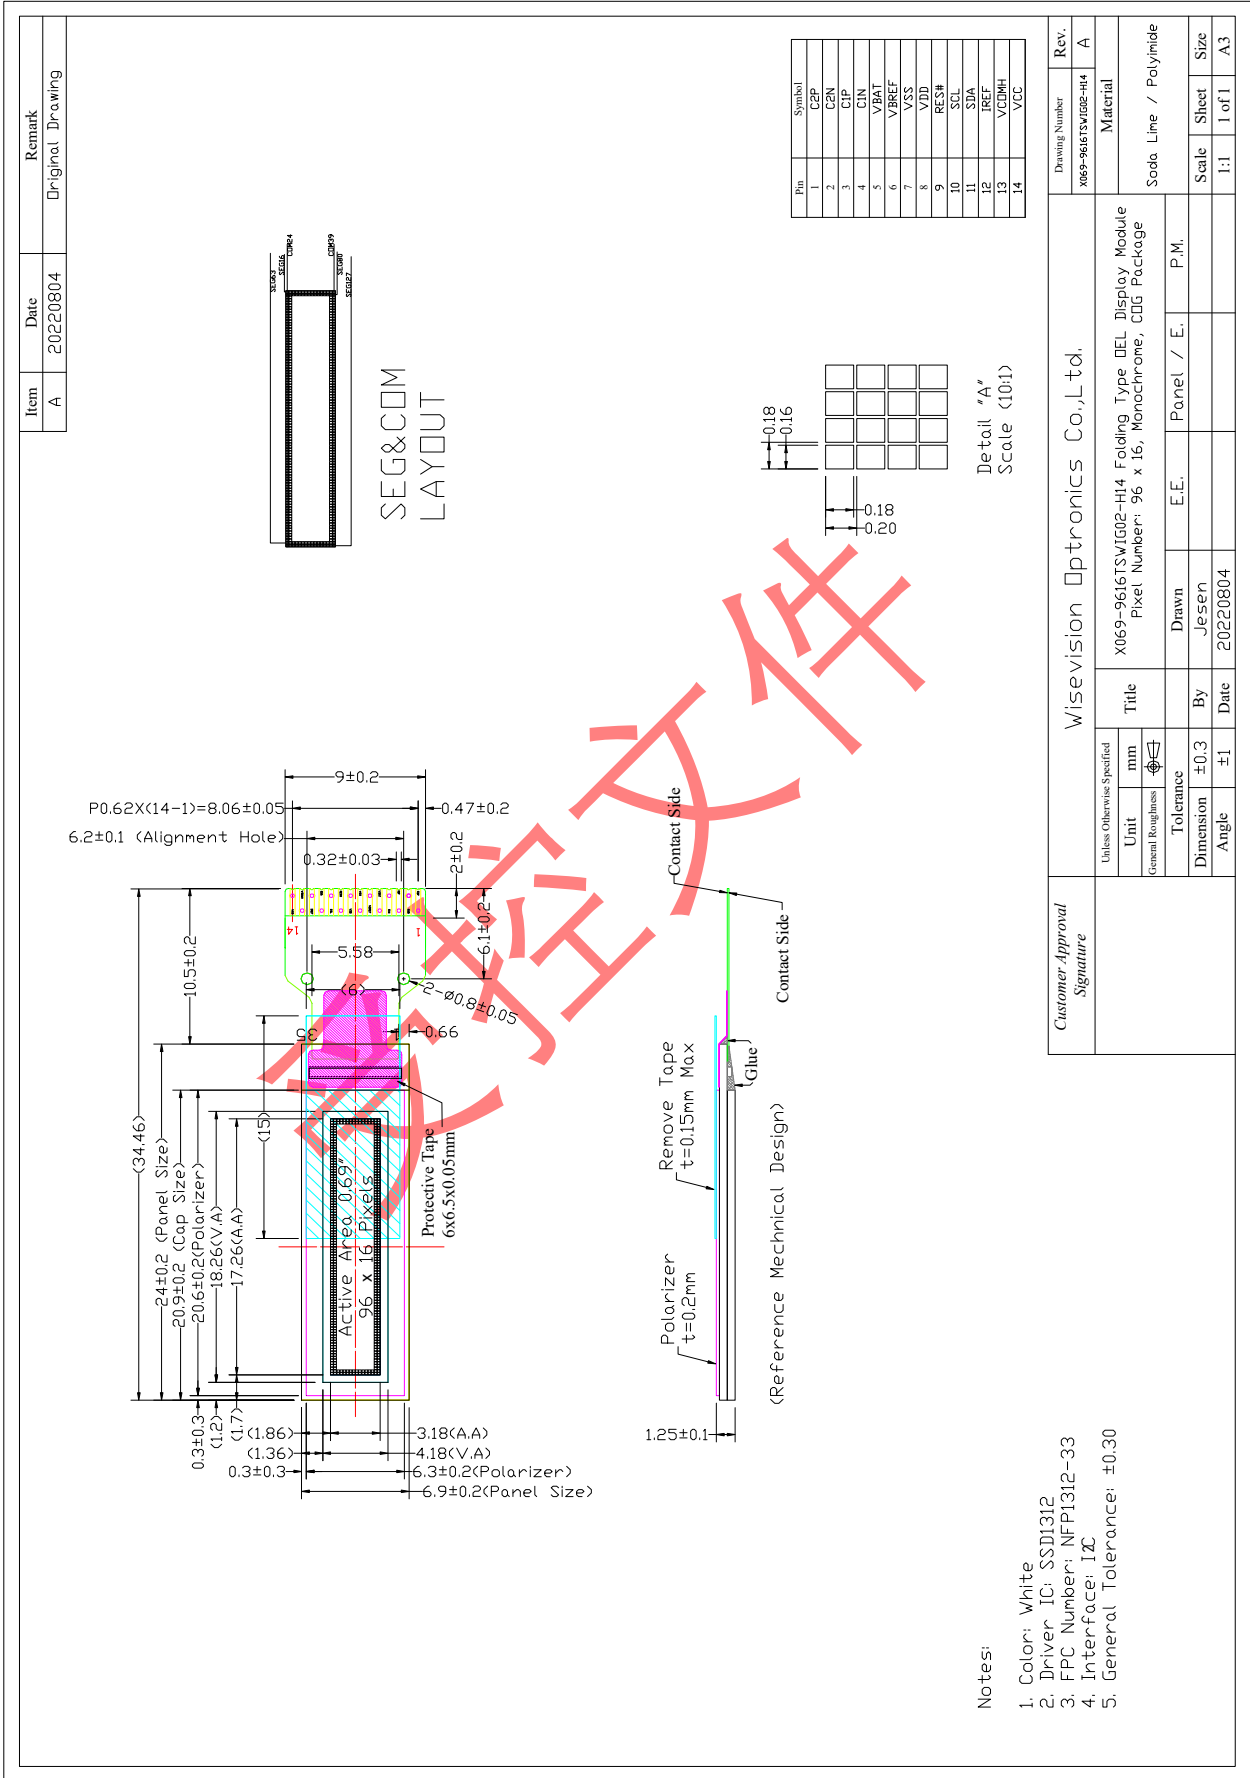 Item Date Remark
A 20220804 Original Drawing
SEG63
SEG16
COM24
COM39
SEG80
SEG127
SEG&COM
LAYOUT
Pin Symbol
1 C2P
2 C2N
3 C1P
4 C1N
5 VBAT
6 VBREF
7 VSS
8 VDD
9 RES#
10 SCL
11 SDA
12 IREF
13 VCOMH
14 VCC
0.18
0.16
0.18
0.20
Detail "A"
Scale (10:1)
9±0.2
P0.62X(14-1)=8.06±0.05
0.47±0.2
6.2±0.1 (Alignment Hole)
0.32±0.03
2±0.2
6.1±0.2
14
1
5.58
(6)
2-Ø0.8±0.05
10.5±0.2
35
1
0.66
(34.46)
24±0.2 (Panel Size)
20.9±0.2 (Cap Size)
20.6±0.2(Polarizer)
18.26(V.A)
17.26(A.A)
(15)
Active Area 0.69"
96 x 16 Pixels
Protective Tape
6x6.5x0.05mm
0.3±0.3
(1.2)
(1.7)
(1.86)
3.18(A.A)
(1.36)
4.18(V.A)
0.3±0.3
6.3±0.2(Polarizer)
6.9±0.2(Panel Size)
Contact Side
Contact Side
Glue
Remove Tape
t=0.15mm Max
Polarizer
t=0.2mm
1.25±0.1
(Reference Mechnical Design)
受控文件
Notes:
1. Color: White
2. Driver IC: SSD1312
3. FPC Number: NFP1312-33
4. Interface: I2C
5. General Tolerance: ±0.30
Customer Approval
Signature
Wisevision Optronics Co.,Ltd.
Drawing Number Rev.
X069-9616TSWIG02-H14 A
Unless Otherwise Specified
Unit mm
General Roughness
Tolerance
Dimension ±0.3
Angle ±1
Title
X069-9616TSWIG02-H14 Folding Type OEL Display Module
Pixel Number: 96 x 16, Monochrome, COG Package
Material
Soda Lime / Polyimide
Drawn E.E. Panel / E. P.M.
By Jesen
Date 20220804
Scale Sheet Size
1:1 1 of 1 A3